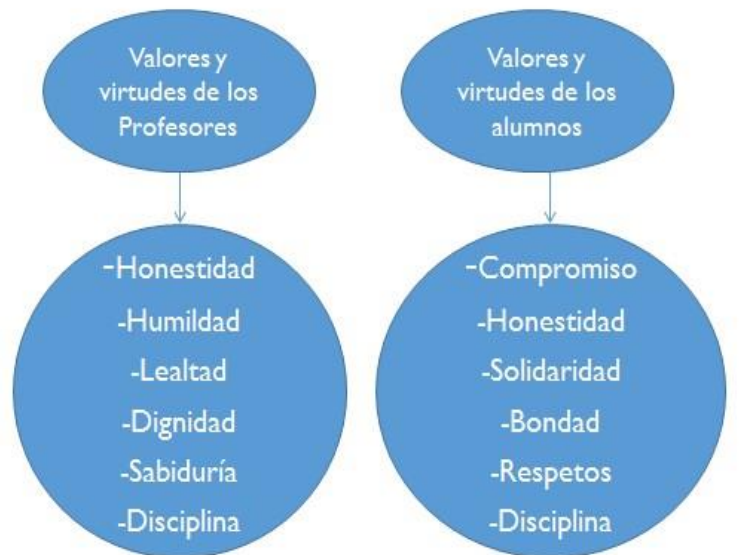 Valores y
virtudes de los
Profesores
-Honestidad
-Humildad
-Lealtad
-Dignidad
-Sabiduría
-Disciplina
Valores y
virtudes de los
alumnos
-Compromiso
-Honestidad
-Solidaridad
-Bondad
-Respetos
-Disciplina